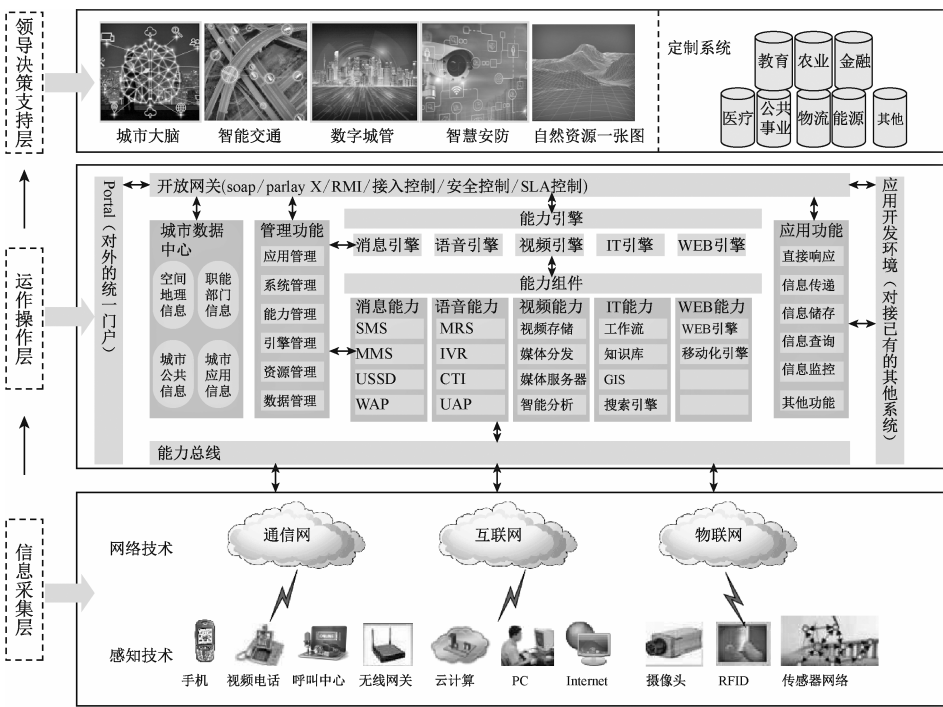 领导决策支持层
城市大脑
智能交通
数字城管
智慧安防
自然资源一张图
定制系统
教育
农业
金融
医疗
公共
事业
物流
能源
其他
运作操作层
Portal（对外的统一门户）
开放网关(soap/parlay X/RMI/接入控制/安全控制/SLA控制)
应用开发环境（对接已有的其他系统）
城市数据
中心
空间
地理
信息
职能
部门
信息
城市
公共
信息
城市
应用
信息
管理功能
应用管理
系统管理
能力管理
引擎管理
资源管理
数据管理
能力引擎
消息引擎
语音引擎
视频引擎
IT引擎
WEB引擎
能力组件
消息能力
SMS
MMS
USSD
WAP
语音能力
MRS
IVR
CTI
UAP
视频能力
视频存储
媒体分发
媒体服务器
智能分析
IT能力
工作流
知识库
GIS
搜索引擎
WEB能力
WEB引擎
移动化引擎
应用功能
直接响应
信息传递
信息储存
信息查询
信息监控
其他功能
能力总线
信息采集层
网络技术
通信网
互联网
物联网
感知技术
手机
视频电话
呼叫中心
无线网关
云计算
PC
Internet
摄像头
RFID
传感器网络